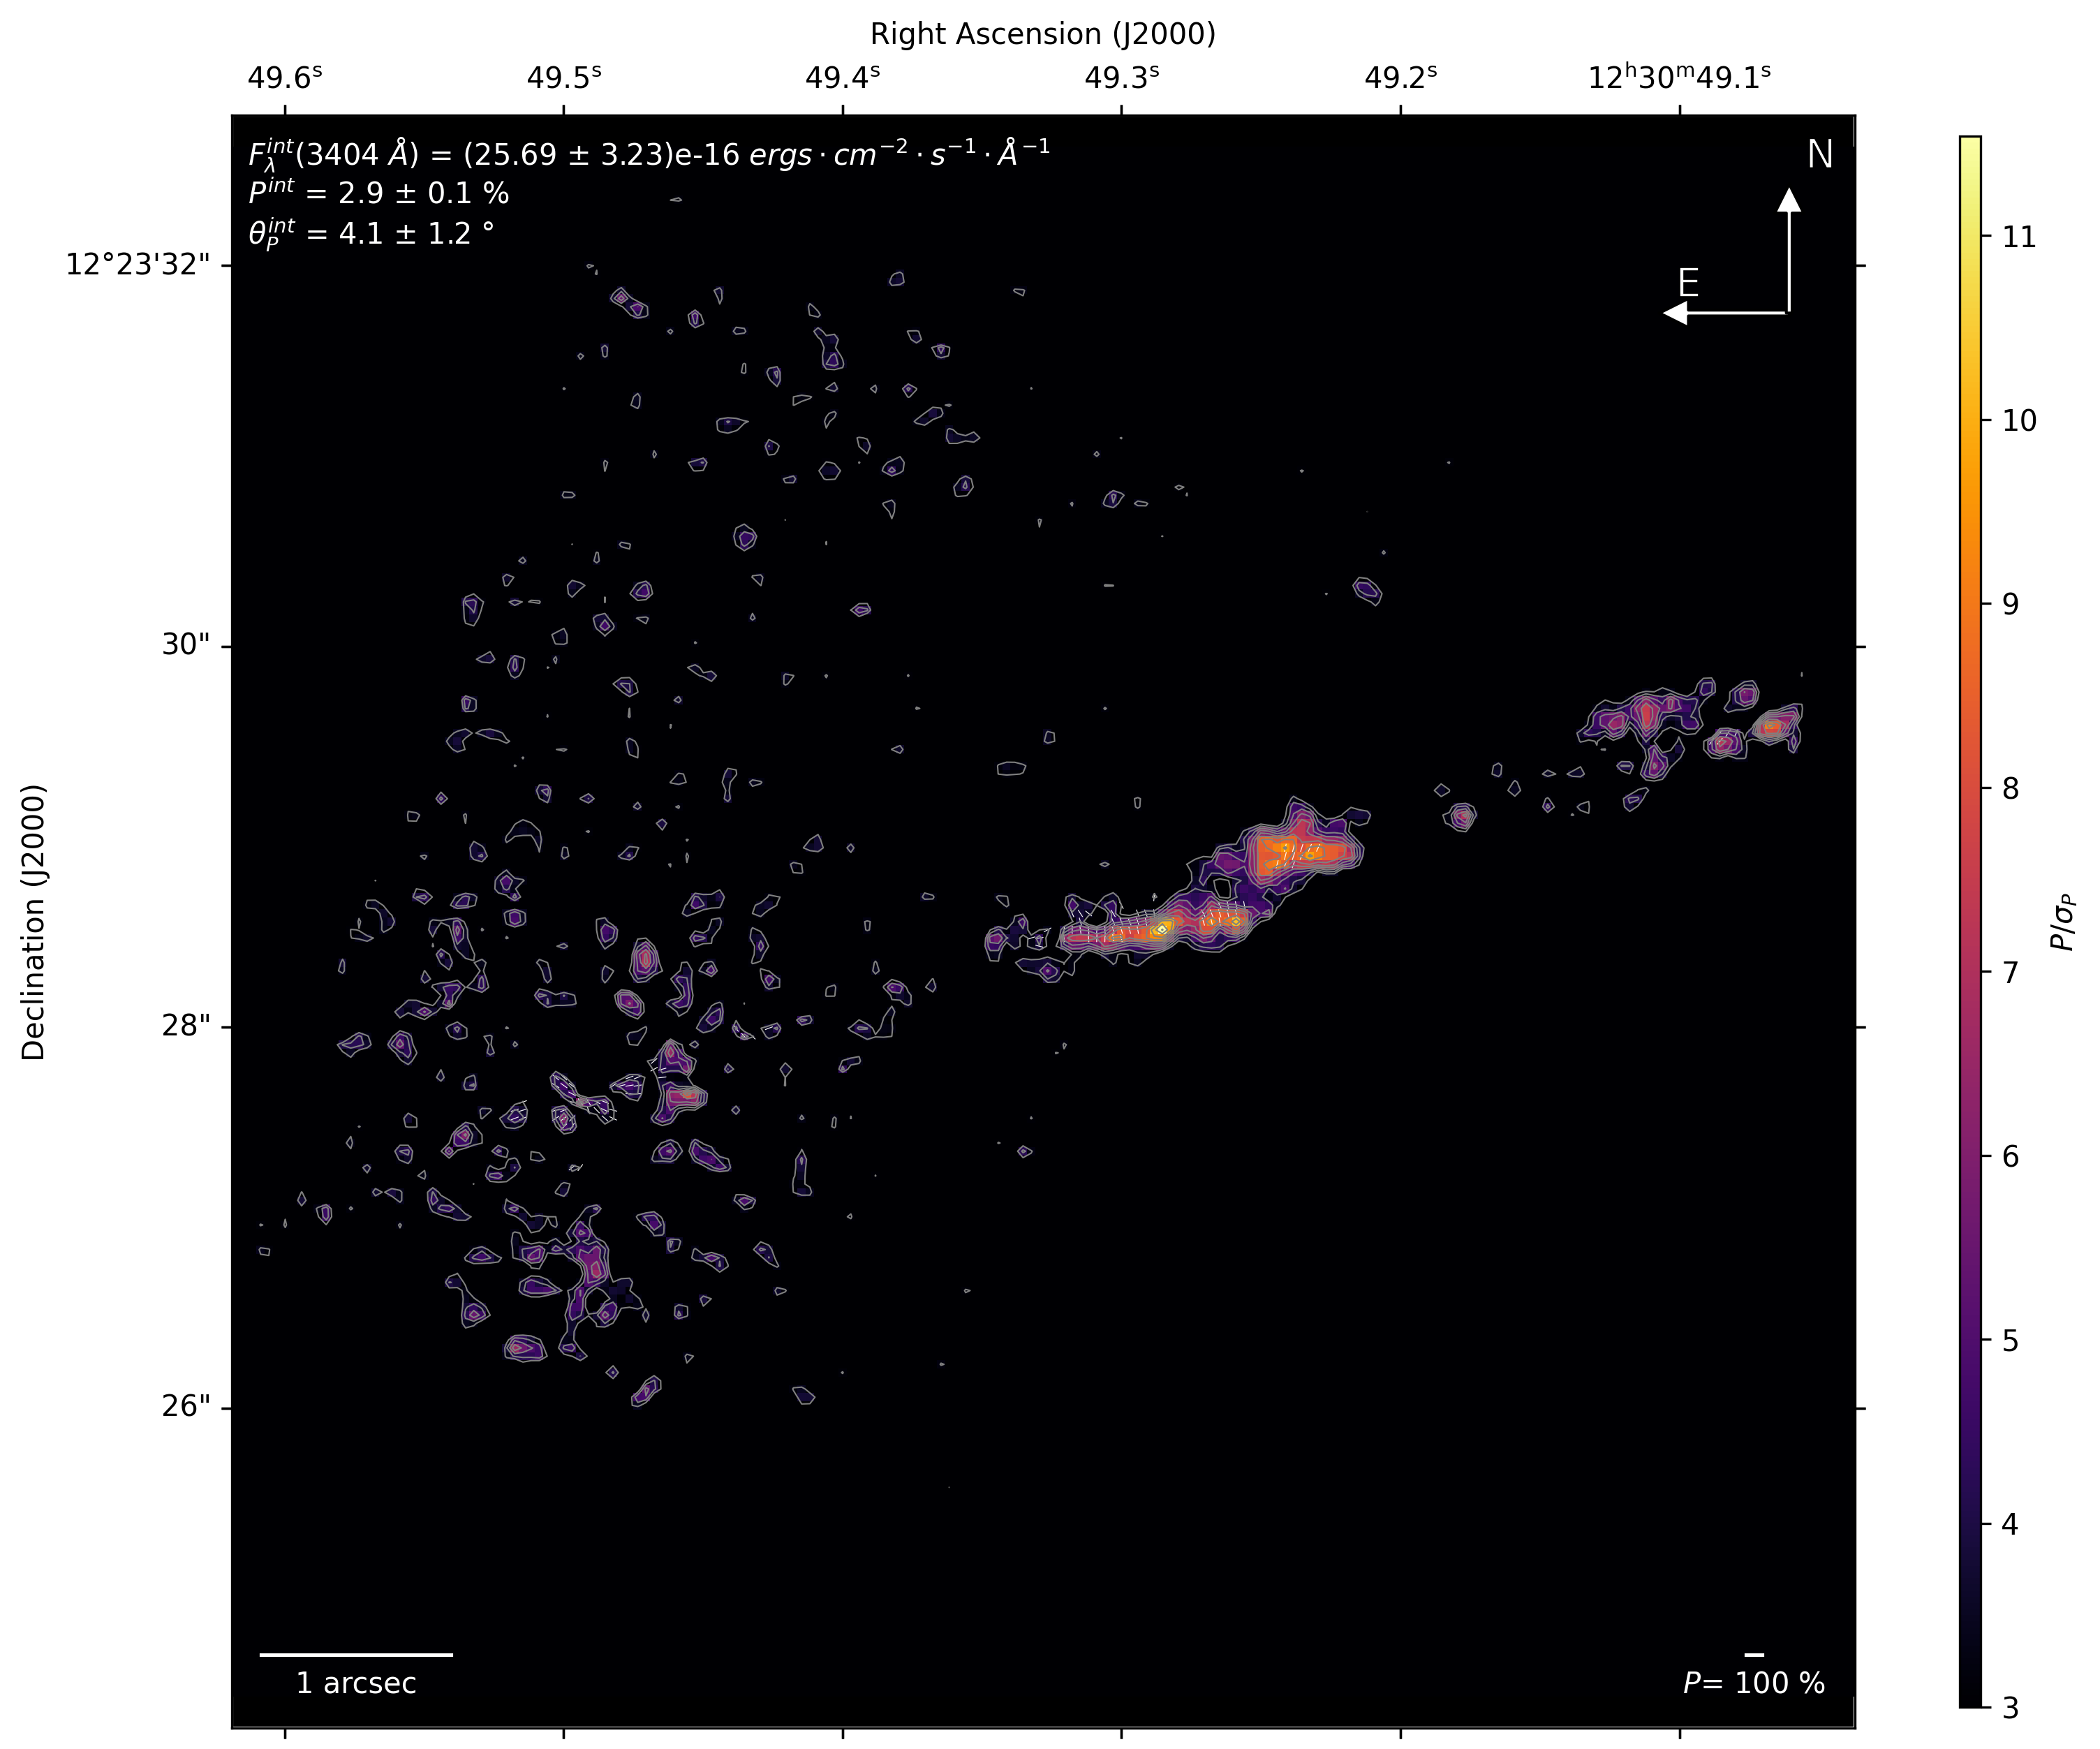 Right Ascension (J2000)
49.6ˢ 49.5ˢ 49.4ˢ 49.3ˢ 49.2ˢ 12ʰ30ᵐ49.1ˢ
F_λ^int(3404 Å) = (25.69 ± 3.23)e-16 ergs · cm⁻² · s⁻¹ · Å⁻¹
P^int = 2.9 ± 0.1 %
θ_P^int = 4.1 ± 1.2 °
N
E
12°23'32"
30"
28"
26"
Declination (J2000)
1 arcsec
P= 100 %
11
10
9
8
7
6
5
4
3
P/σ_P